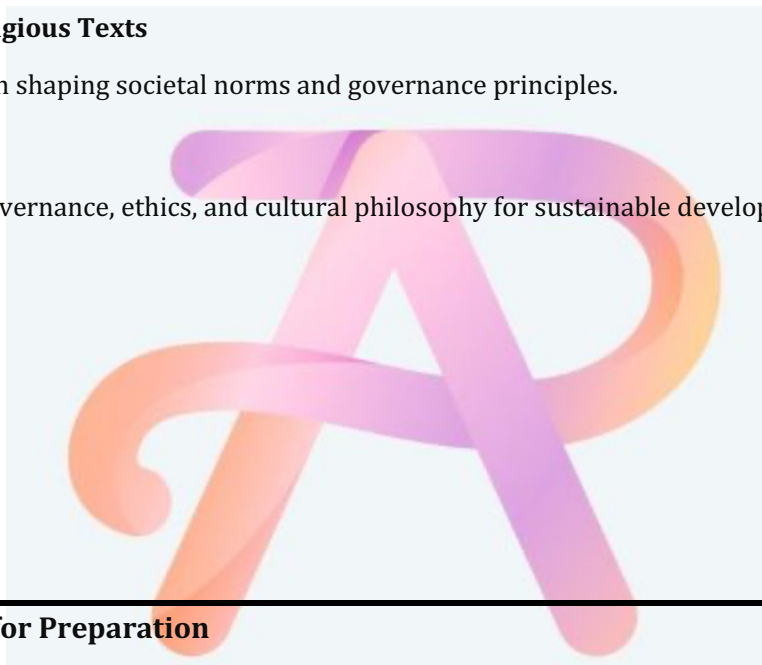 gious Texts
n shaping societal norms and governance principles.
vernance, ethics, and cultural philosophy for sustainable develop
for Preparation